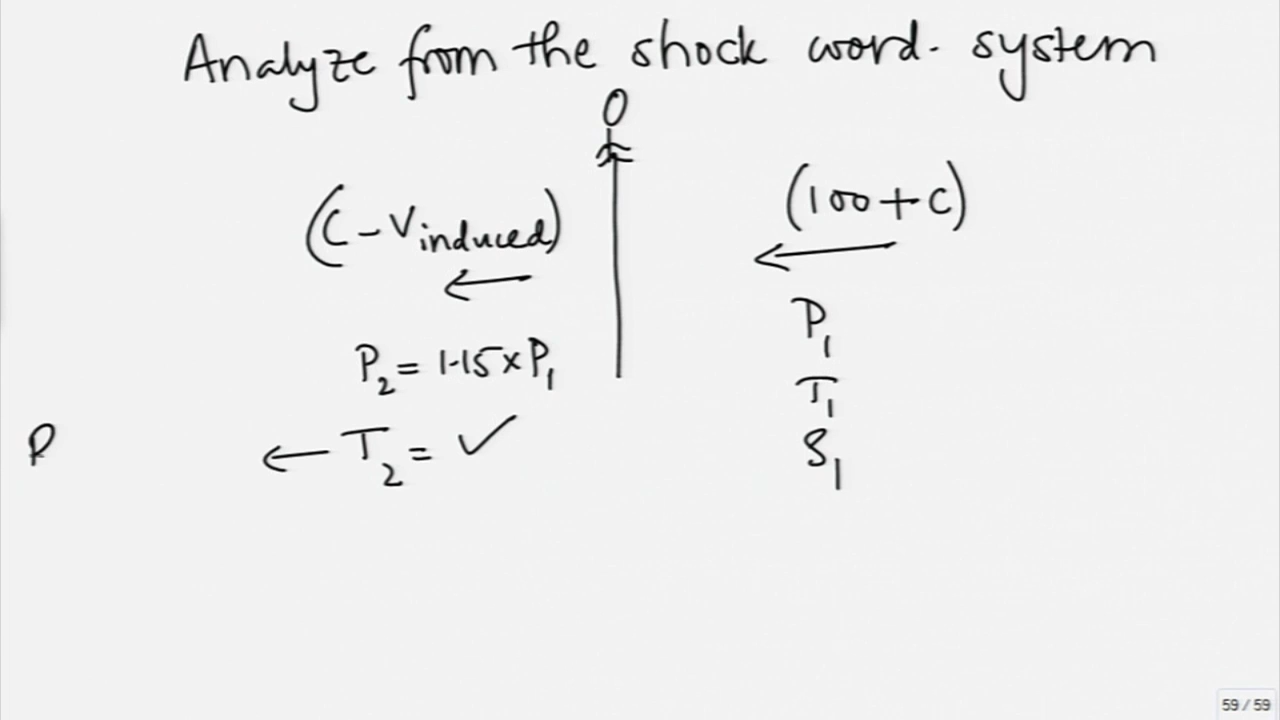 Analyze from the shock word. system
0
(C - Vinduced) (100 + C)
← ←
P₂ = 1.15 × P₁ P₁
P ← T₂ = ✓ T₁
S₁
59 / 59